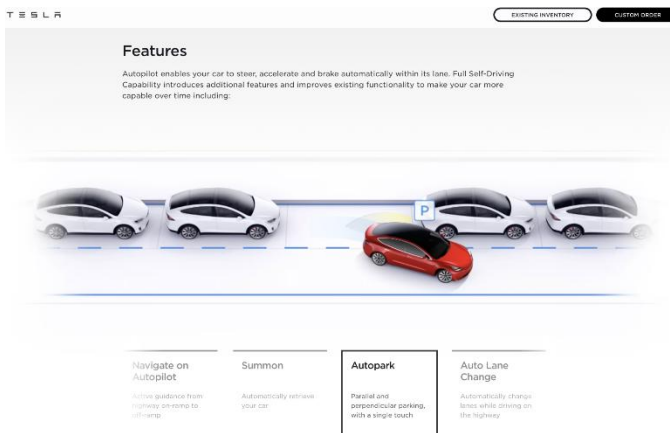 TESLA
EXISTING INVENTORY
CUSTOM ORDER
Features
Autopilot enables your car to steer, accelerate and brake automatically within its lane. Full Self-Driving
Capability introduces additional features and improves existing functionality to make your car more
capable over time including:
P
Navigate on
Autopilot
Active guidance from
highway on-ramp to
off-ramp
Summon
Automatically retrieve
your car
Autopark
Parallel and
perpendicular parking,
with a single touch
Auto Lane
Change
Automatically change
lanes while driving on
the highway